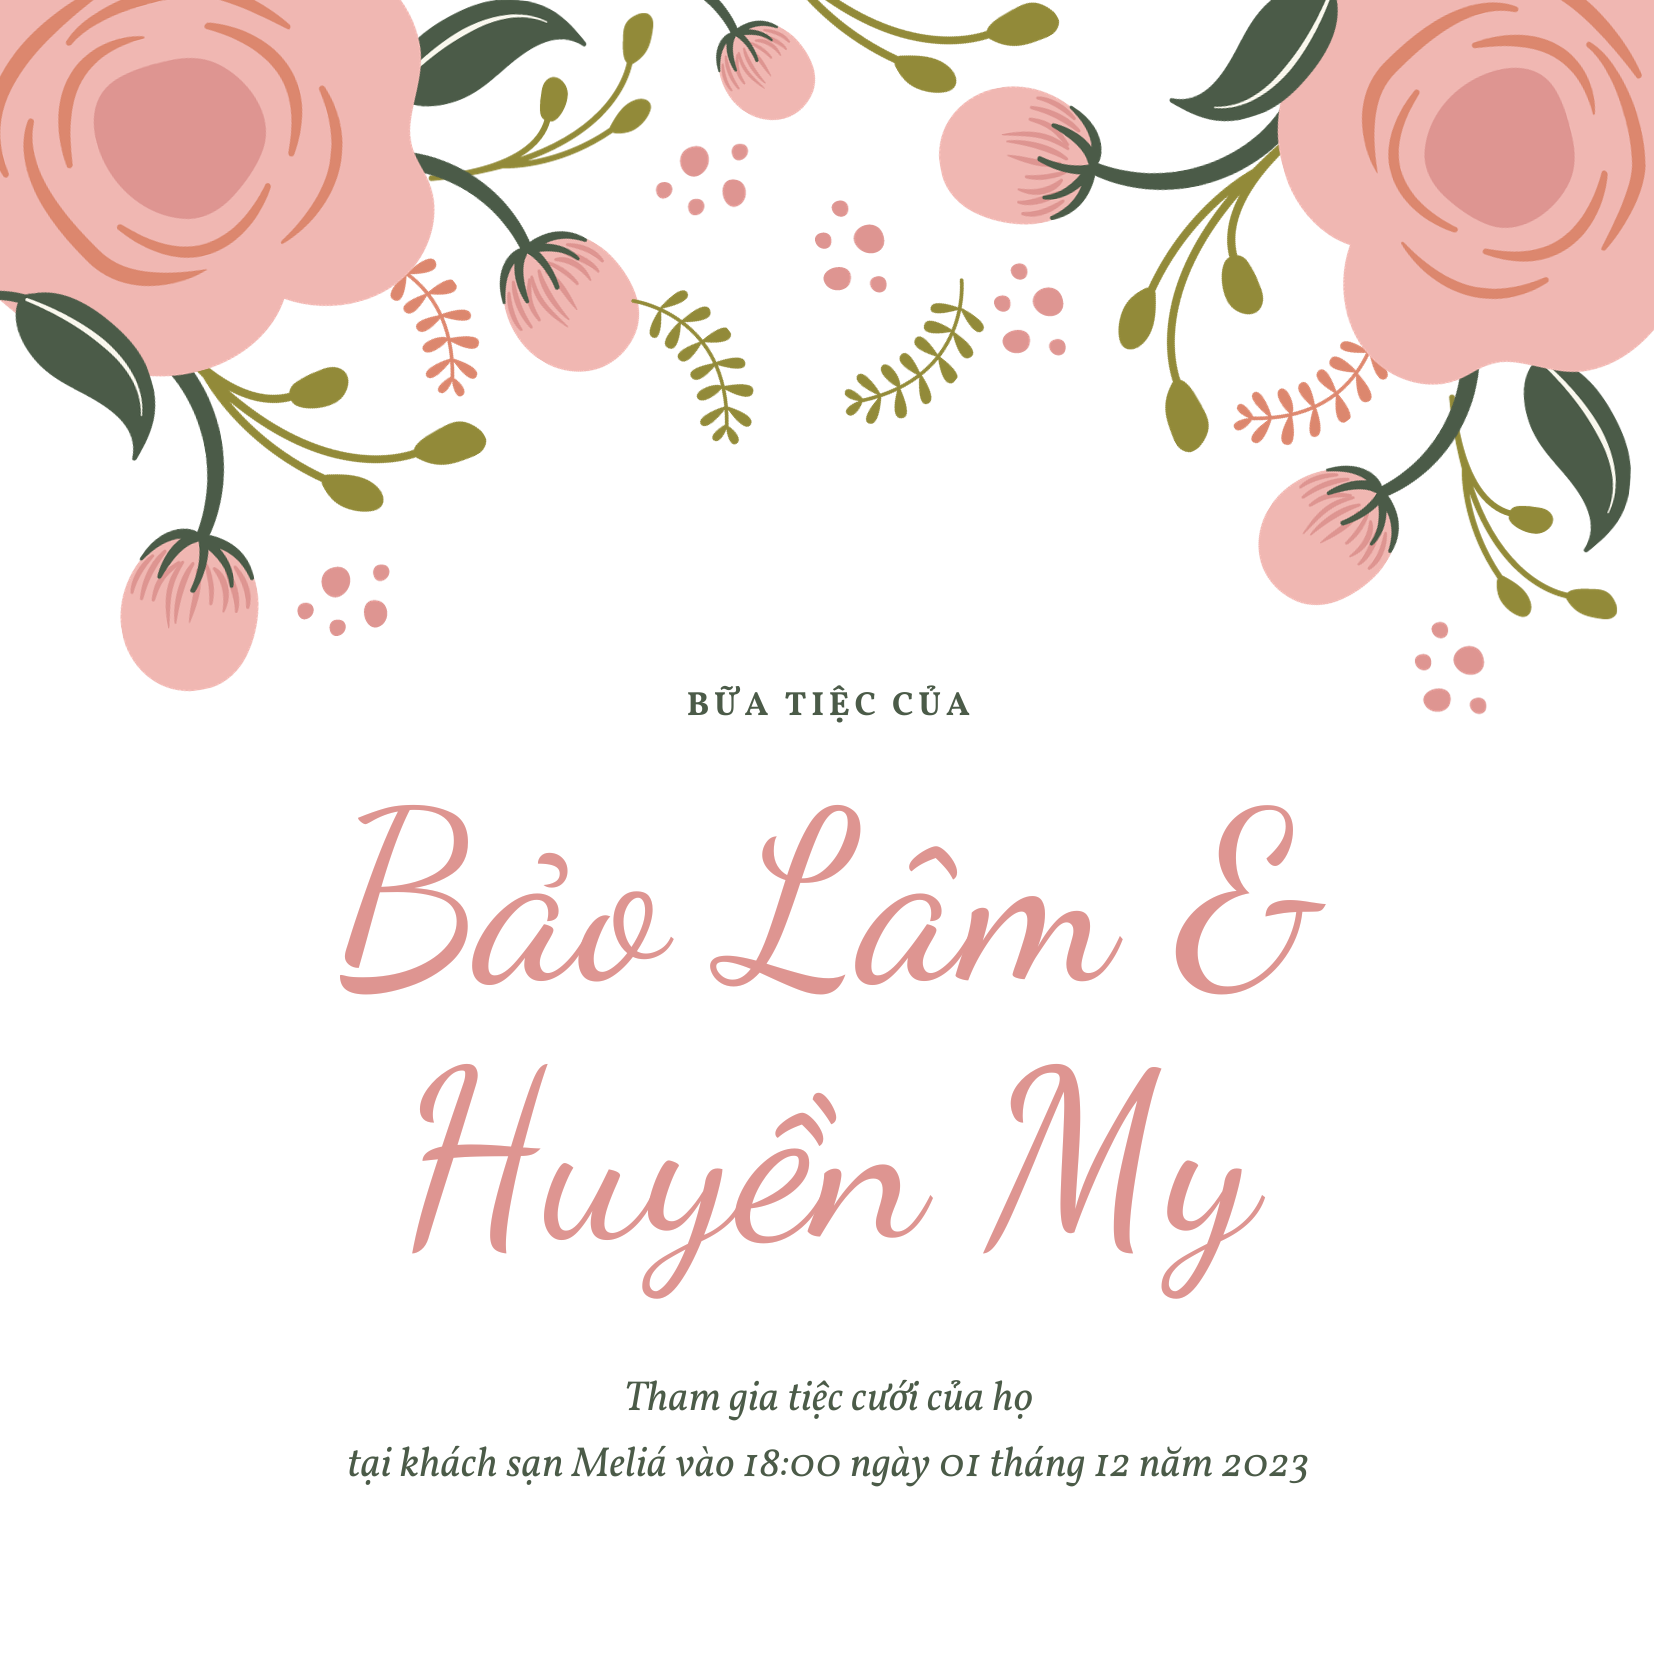 BỮA TIỆC CỦA
Bảo Lâm &
Huyền My
Tham gia tiệc cưới của họ
tại khách sạn Meliá vào 18:00 ngày 01 tháng 12 năm 2023